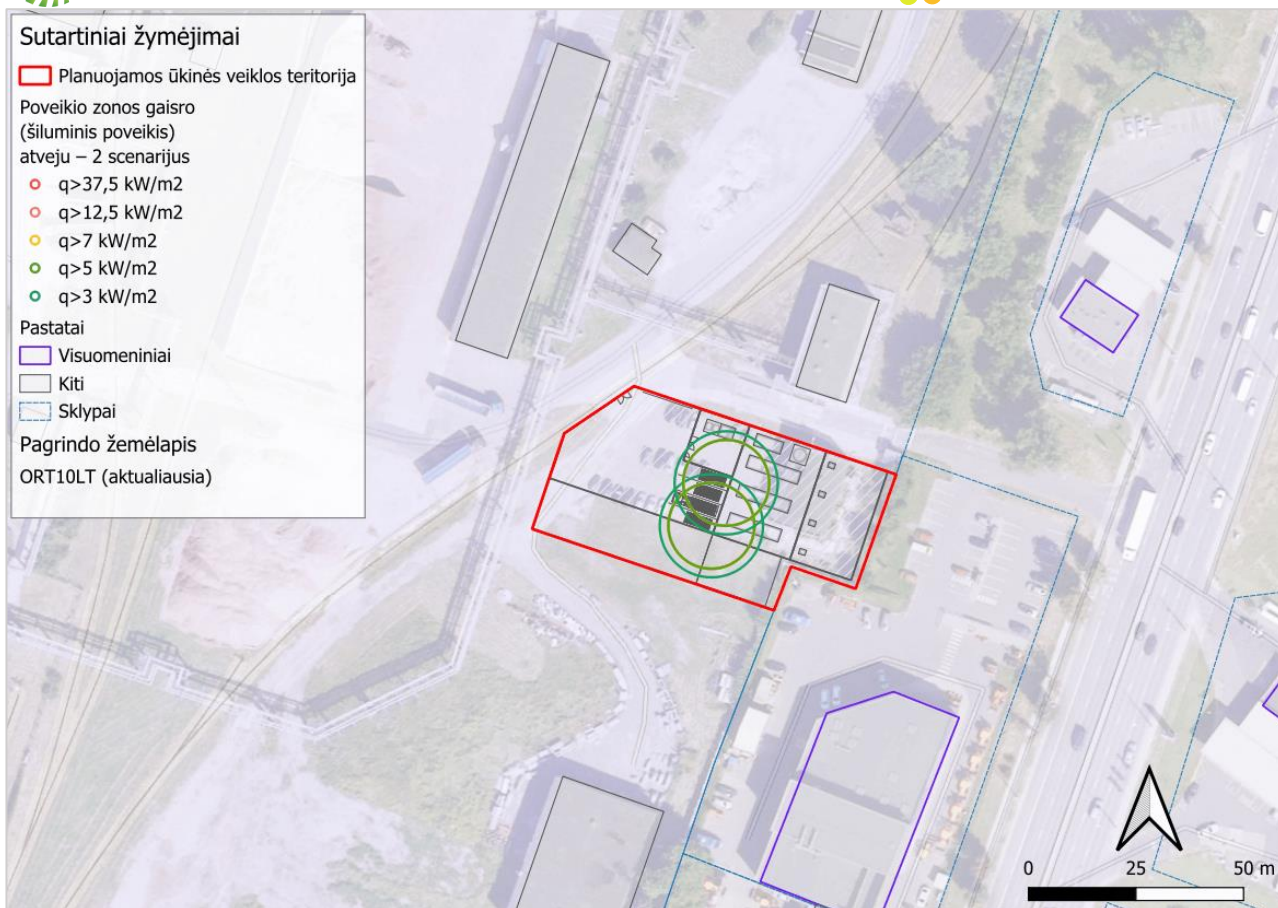 Sutartiniai žymėjimai
Planuojamos ūkinės veiklos teritorija
Poveikio zonos gaisro
(šiluminis poveikis)
atveju – 2 scenarijus
q>37,5 kW/m2
q>12,5 kW/m2
q>7 kW/m2
q>5 kW/m2
q>3 kW/m2
Pastatai
Visuomeniniai
Kiti
Sklypai
Pagrindo žemėlapis
ORT10LT (aktualiausia)
0 25 50 m